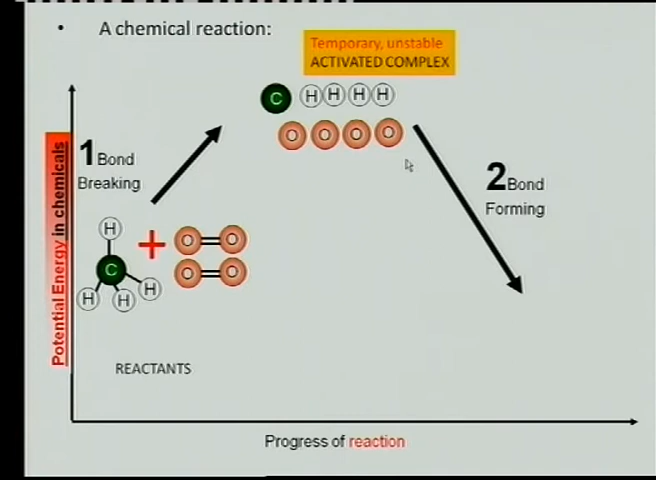 • A chemical reaction:
Temporary, unstable
ACTIVATED COMPLEX
C H H H H
O O O O
1 Bond
Breaking
2 Bond
Forming
Potential Energy in chemicals
H
C
H H H
+
O = O
O = O
REACTANTS
Progress of reaction